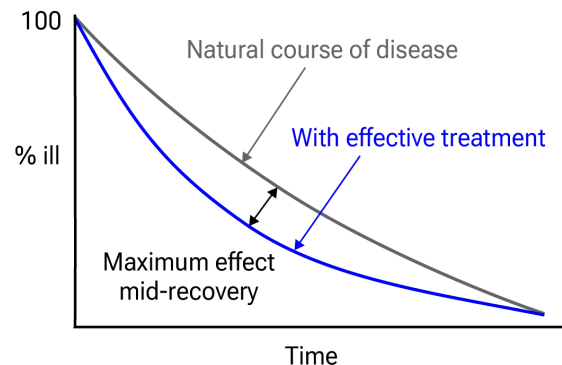 100
Natural course of disease
With effective treatment
% ill
Maximum effect
mid-recovery
Time